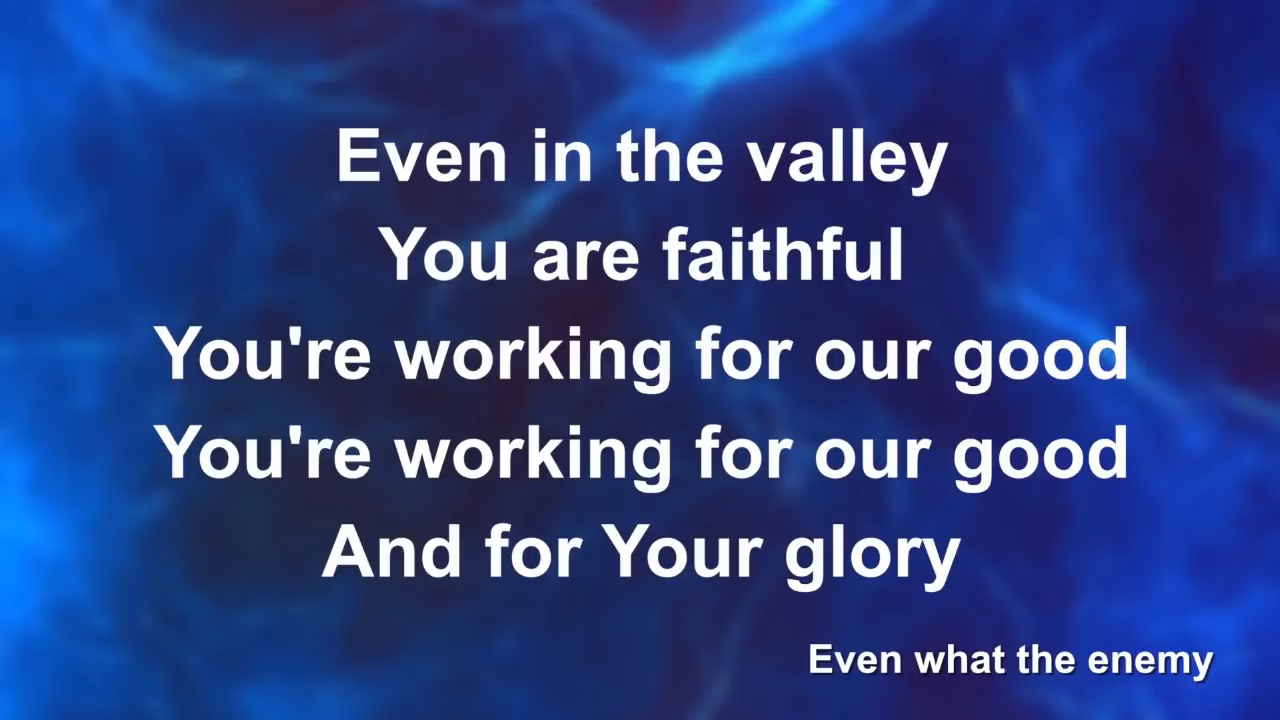 Even in the valley
You are faithful
You're working for our good
You're working for our good
And for Your glory
Even what the enemy